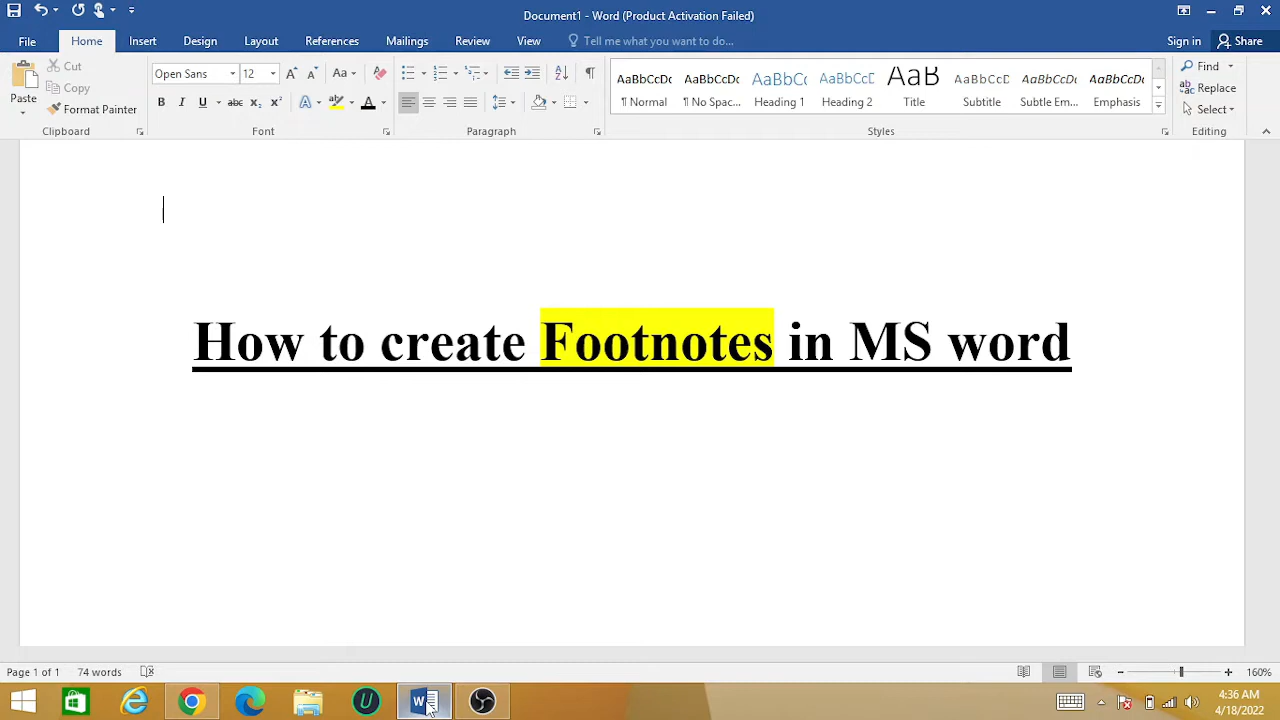 Document1 - Word (Product Activation Failed)
File Home Insert Design Layout References Mailings Review View Tell me what you want to do... Sign in Share
Paste Cut Copy Format Painter
Open Sans 12
AaBbCcDc AaBbCcDc AaBbCc AaBbCcD AaB AaBbCcD AaBbCcDc AaBbCcDc
¶ Normal ¶ No Spac... Heading 1 Heading 2 Title Subtitle Subtle Em... Emphasis
Find Replace Select
Clipboard Font Paragraph Styles Editing
How to create Footnotes in MS word
Page 1 of 1 74 words 160%
4:36 AM
4/18/2022